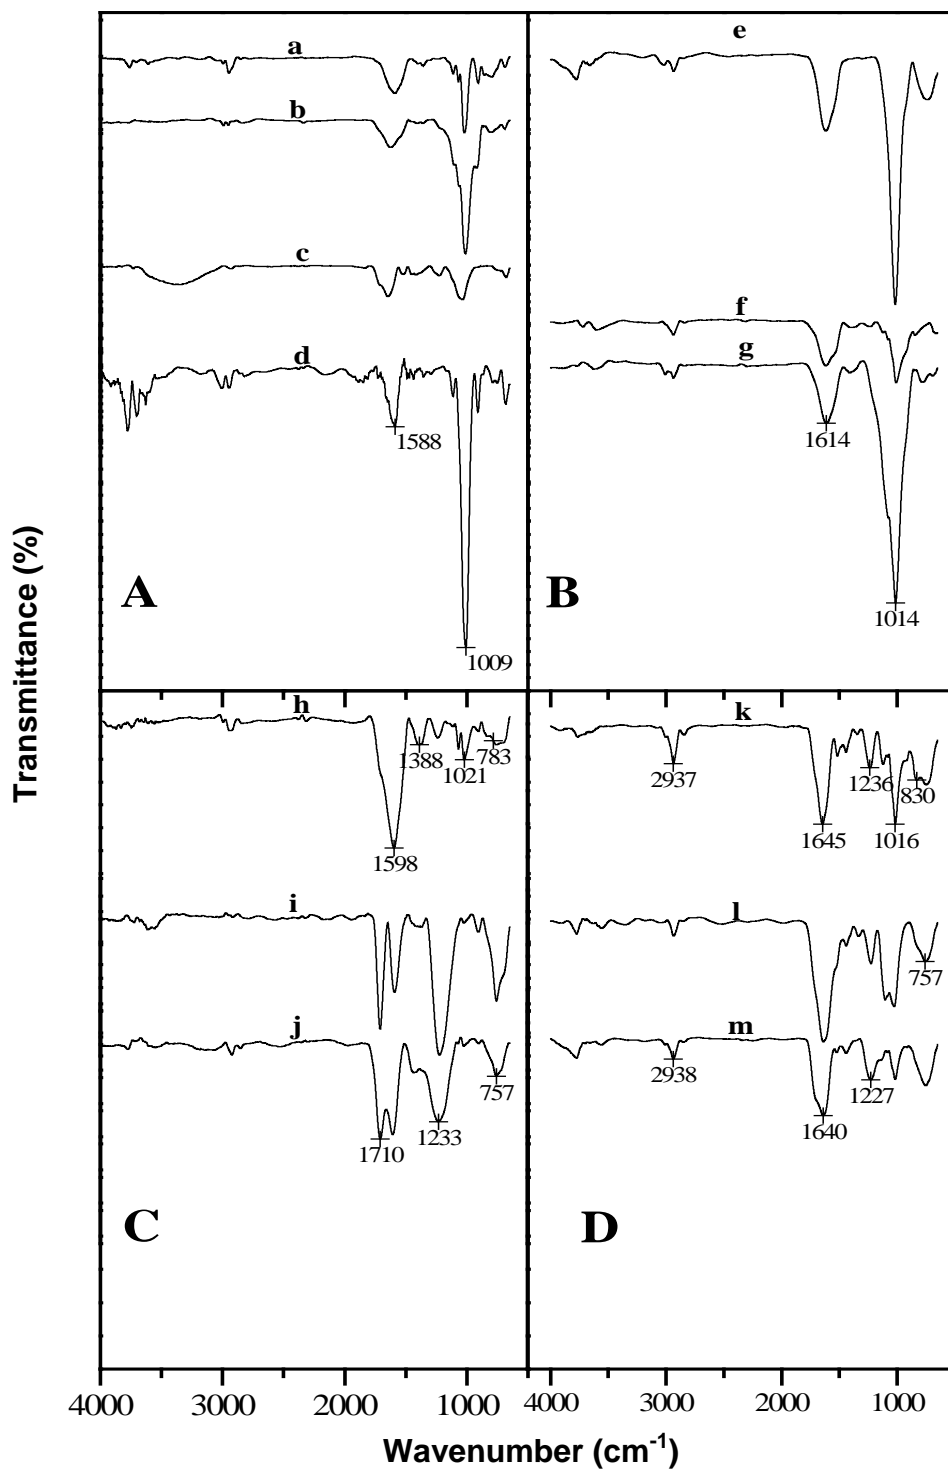 a
b
c
d
1588
1009
A
e
f
g
1614
1014
B
Transmittance (%)
h
1388
1021
783
1598
i
j
757
1233
1710
C
k
2937
1236
830
1645
1016
l
757
m
2938
1227
1640
D
4000 3000 2000 1000 4000 3000 2000 1000
Wavenumber (cm⁻¹)